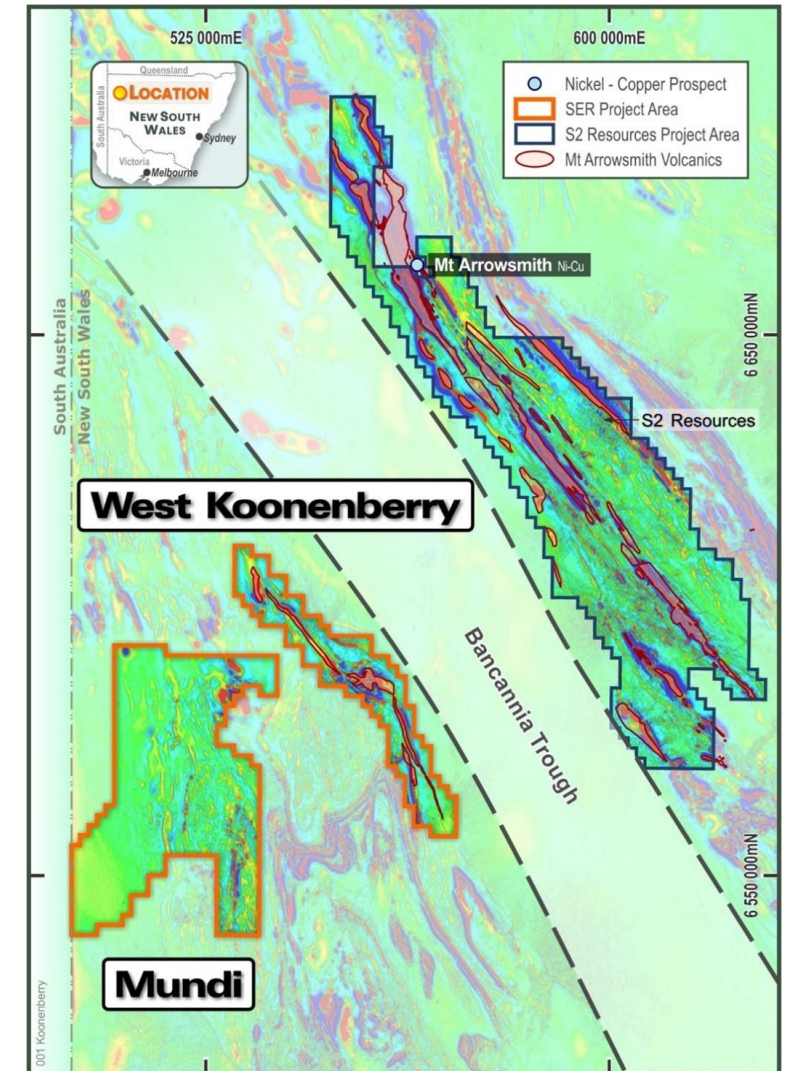 525 000mE
600 000mE
Queensland
South Australia
LOCATION
NEW SOUTH
WALES
Sydney
Victoria
Melbourne
Nickel - Copper Prospect
SER Project Area
S2 Resources Project Area
Mt Arrowsmith Volcanics
Mt Arrowsmith Ni-Cu
South Australia
New South Wales
6 650 000mN
S2 Resources
West Koonenberry
Bancannia Trough
6 550 000mN
Mundi
001 Koonenberry